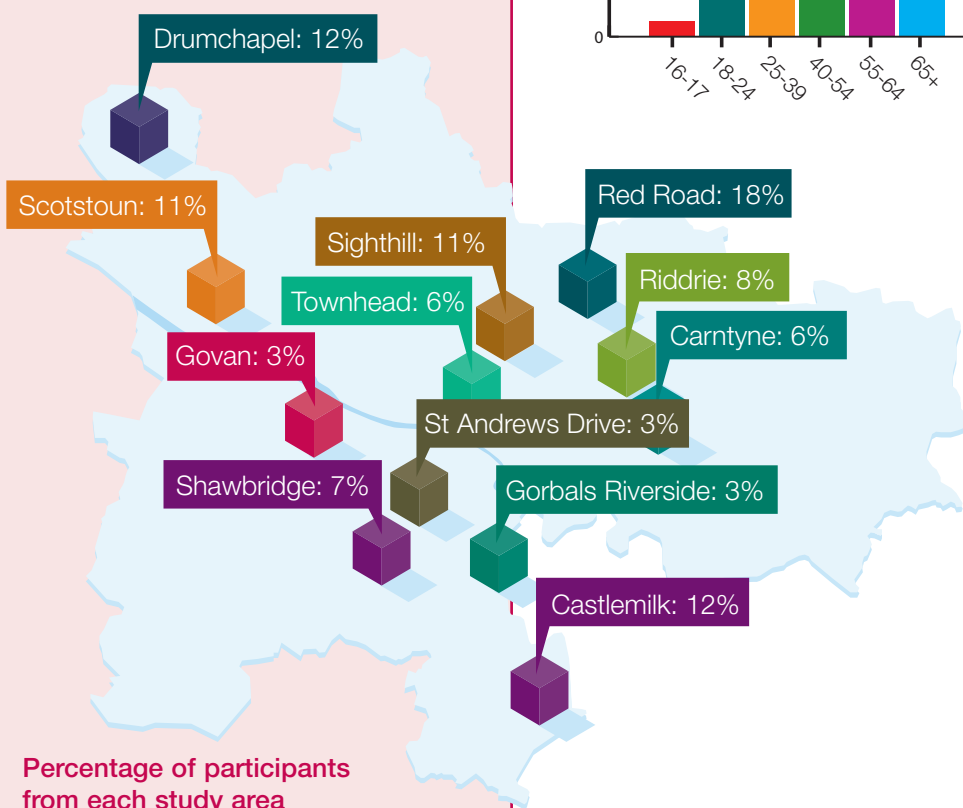 0
16-17
18-24
25-39
40-54
55-64
65+
Drumchapel: 12%
Scotstoun: 11%
Sighthill: 11%
Red Road: 18%
Townhead: 6%
Riddrie: 8%
Govan: 3%
Carntyne: 6%
St Andrews Drive: 3%
Shawbridge: 7%
Gorbals Riverside: 3%
Castlemilk: 12%
Percentage of participants
from each study area